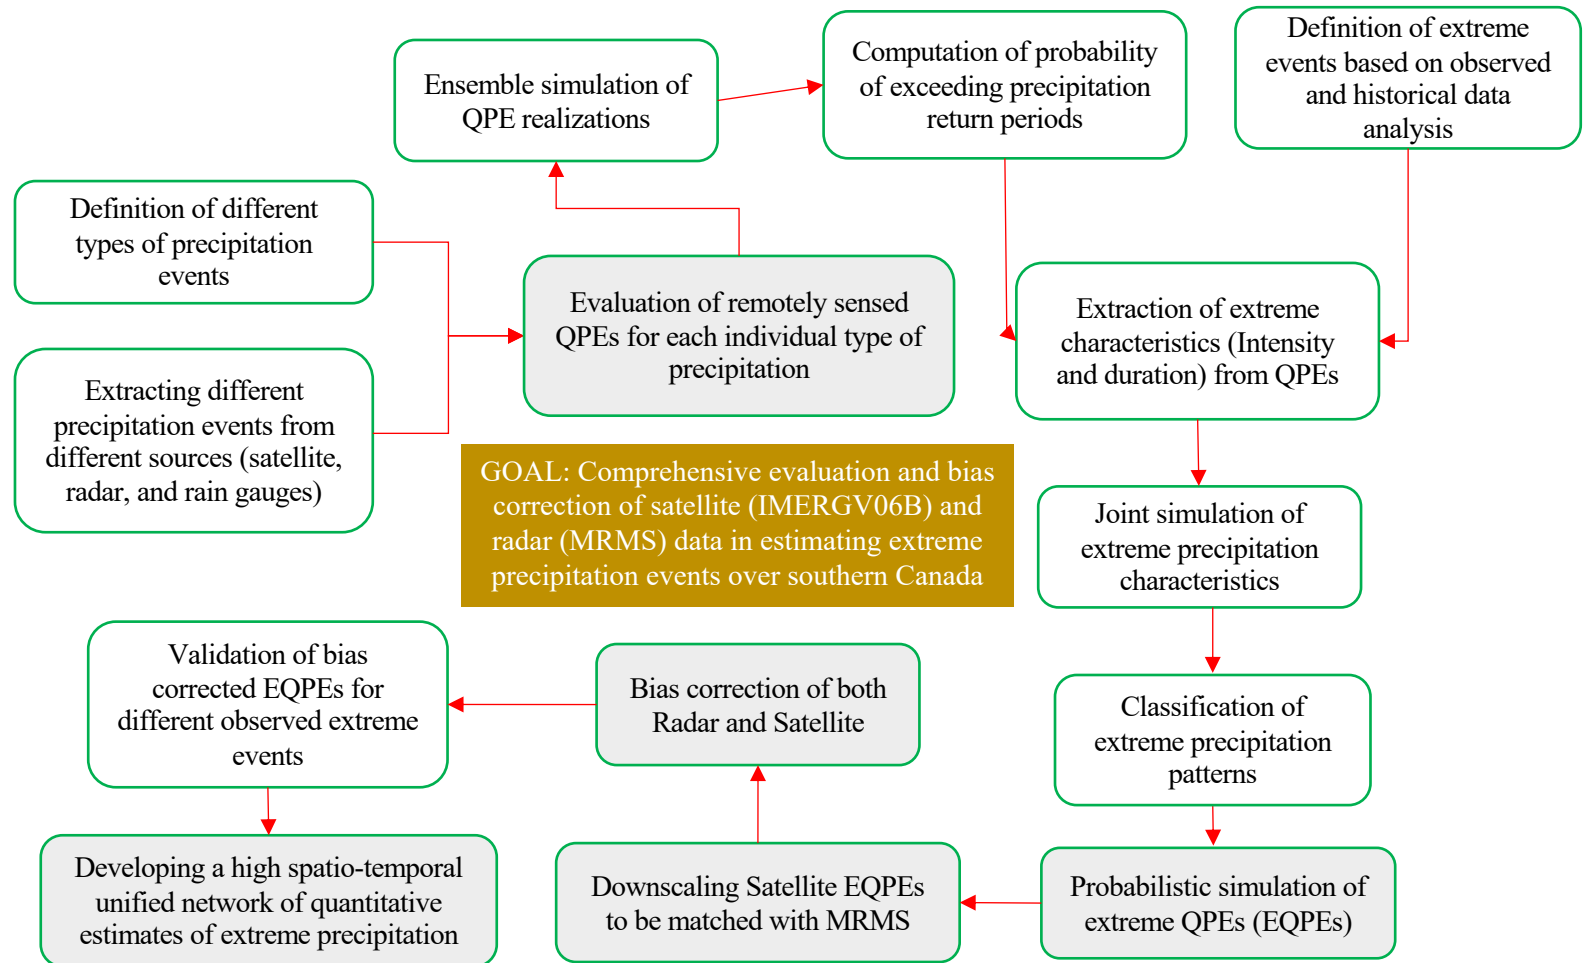 Ensemble simulation of
QPE realizations
Computation of probability
of exceeding precipitation
return periods
Definition of extreme
events based on observed
and historical data
analysis
Definition of different
types of precipitation
events
Evaluation of remotely sensed
QPEs for each individual type of
precipitation
Extraction of extreme
characteristics (Intensity
and duration) from QPEs
Extracting different
precipitation events from
different sources (satellite,
radar, and rain gauges)
GOAL: Comprehensive evaluation and bias
correction of satellite (IMERGV06B) and
radar (MRMS) data in estimating extreme
precipitation events over southern Canada
Joint simulation of
extreme precipitation
characteristics
Validation of bias
corrected EQPEs for
different observed extreme
events
Bias correction of both
Radar and Satellite
Classification of
extreme precipitation
patterns
Developing a high spatio-temporal
unified network of quantitative
estimates of extreme precipitation
Downscaling Satellite EQPEs
to be matched with MRMS
Probabilistic simulation of
extreme QPEs (EQPEs)